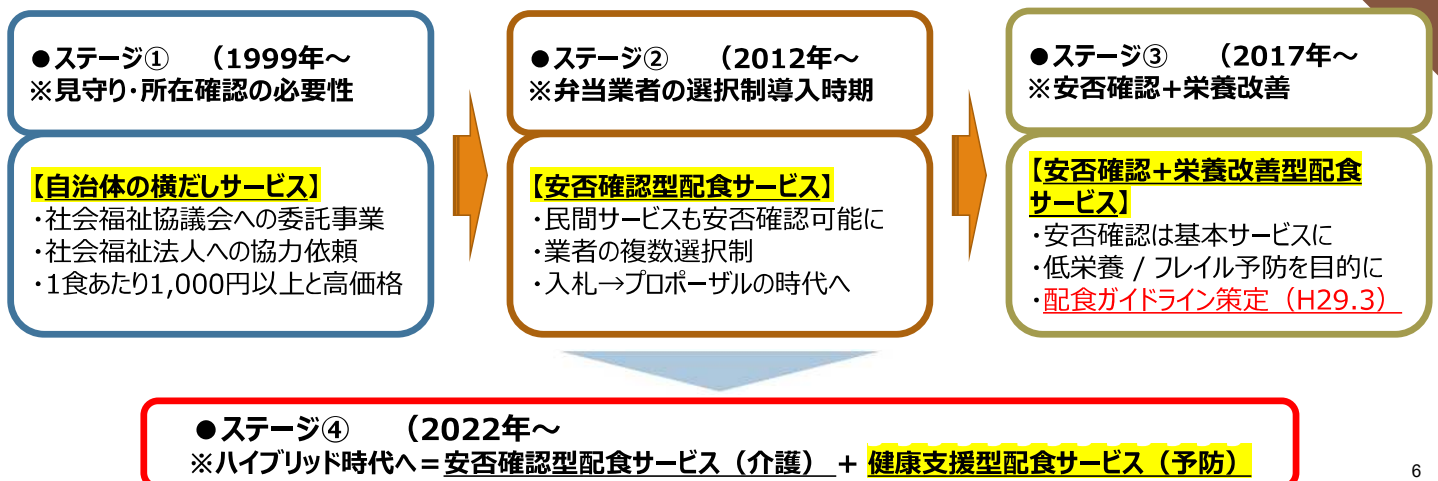 ●ステージ① （1999年～
※見守り・所在確認の必要性
【自治体の横だしサービス】
・社会福祉協議会への委託事業
・社会福祉法人への協力依頼
・1食あたり1,000円以上と高価格
●ステージ② （2012年～
※弁当業者の選択制導入時期
【安否確認型配食サービス】
・民間サービスも安否確認可能に
・業者の複数選択制
・入札→プロポーザルの時代へ
●ステージ③ （2017年～
※安否確認+栄養改善
【安否確認+栄養改善型配食
サービス】
・安否確認は基本サービスに
・低栄養 / フレイル予防を目的に
・配食ガイドライン策定（H29.3）
●ステージ④ （2022年～
※ハイブリッド時代へ＝安否確認型配食サービス（介護）+ 健康支援型配食サービス（予防）
6